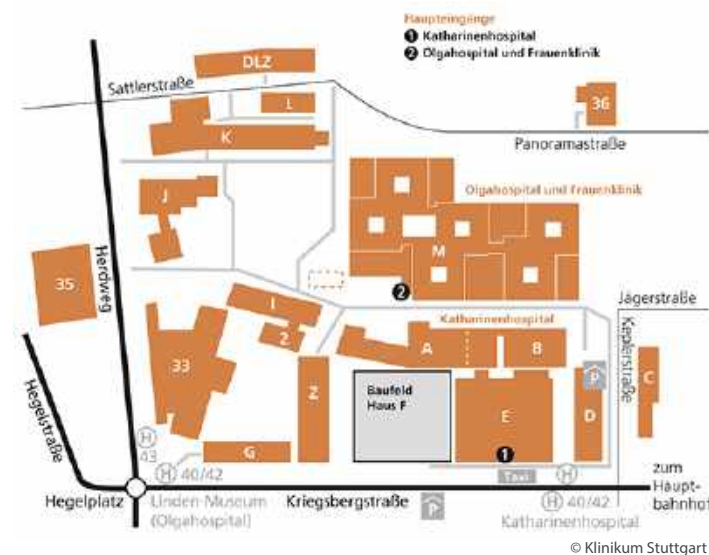 Haupteingänge
1 Katharinenhospital
2 Olgahospital und Frauenklinik
DLZ
Sattlerstraße
L
36
K
Panoramastraße
J
Olgahospital und Frauenklinik
M
Herdweg
35
2
I
Jägerstraße
Katharinenhospital
2
A
B
Keplerstraße
33
Z
Baufeld
Haus F
P
C
E
D
Hegelstraße
H
43
G
1
H 40/42
Taxi
H
zum
Haupt-
bahnhof
Hegelplatz
Linden-Museum
(Olgahospital)
Kriegsbergstraße
P
H 40/42
Katharinenhospital
© Klinikum Stuttgart